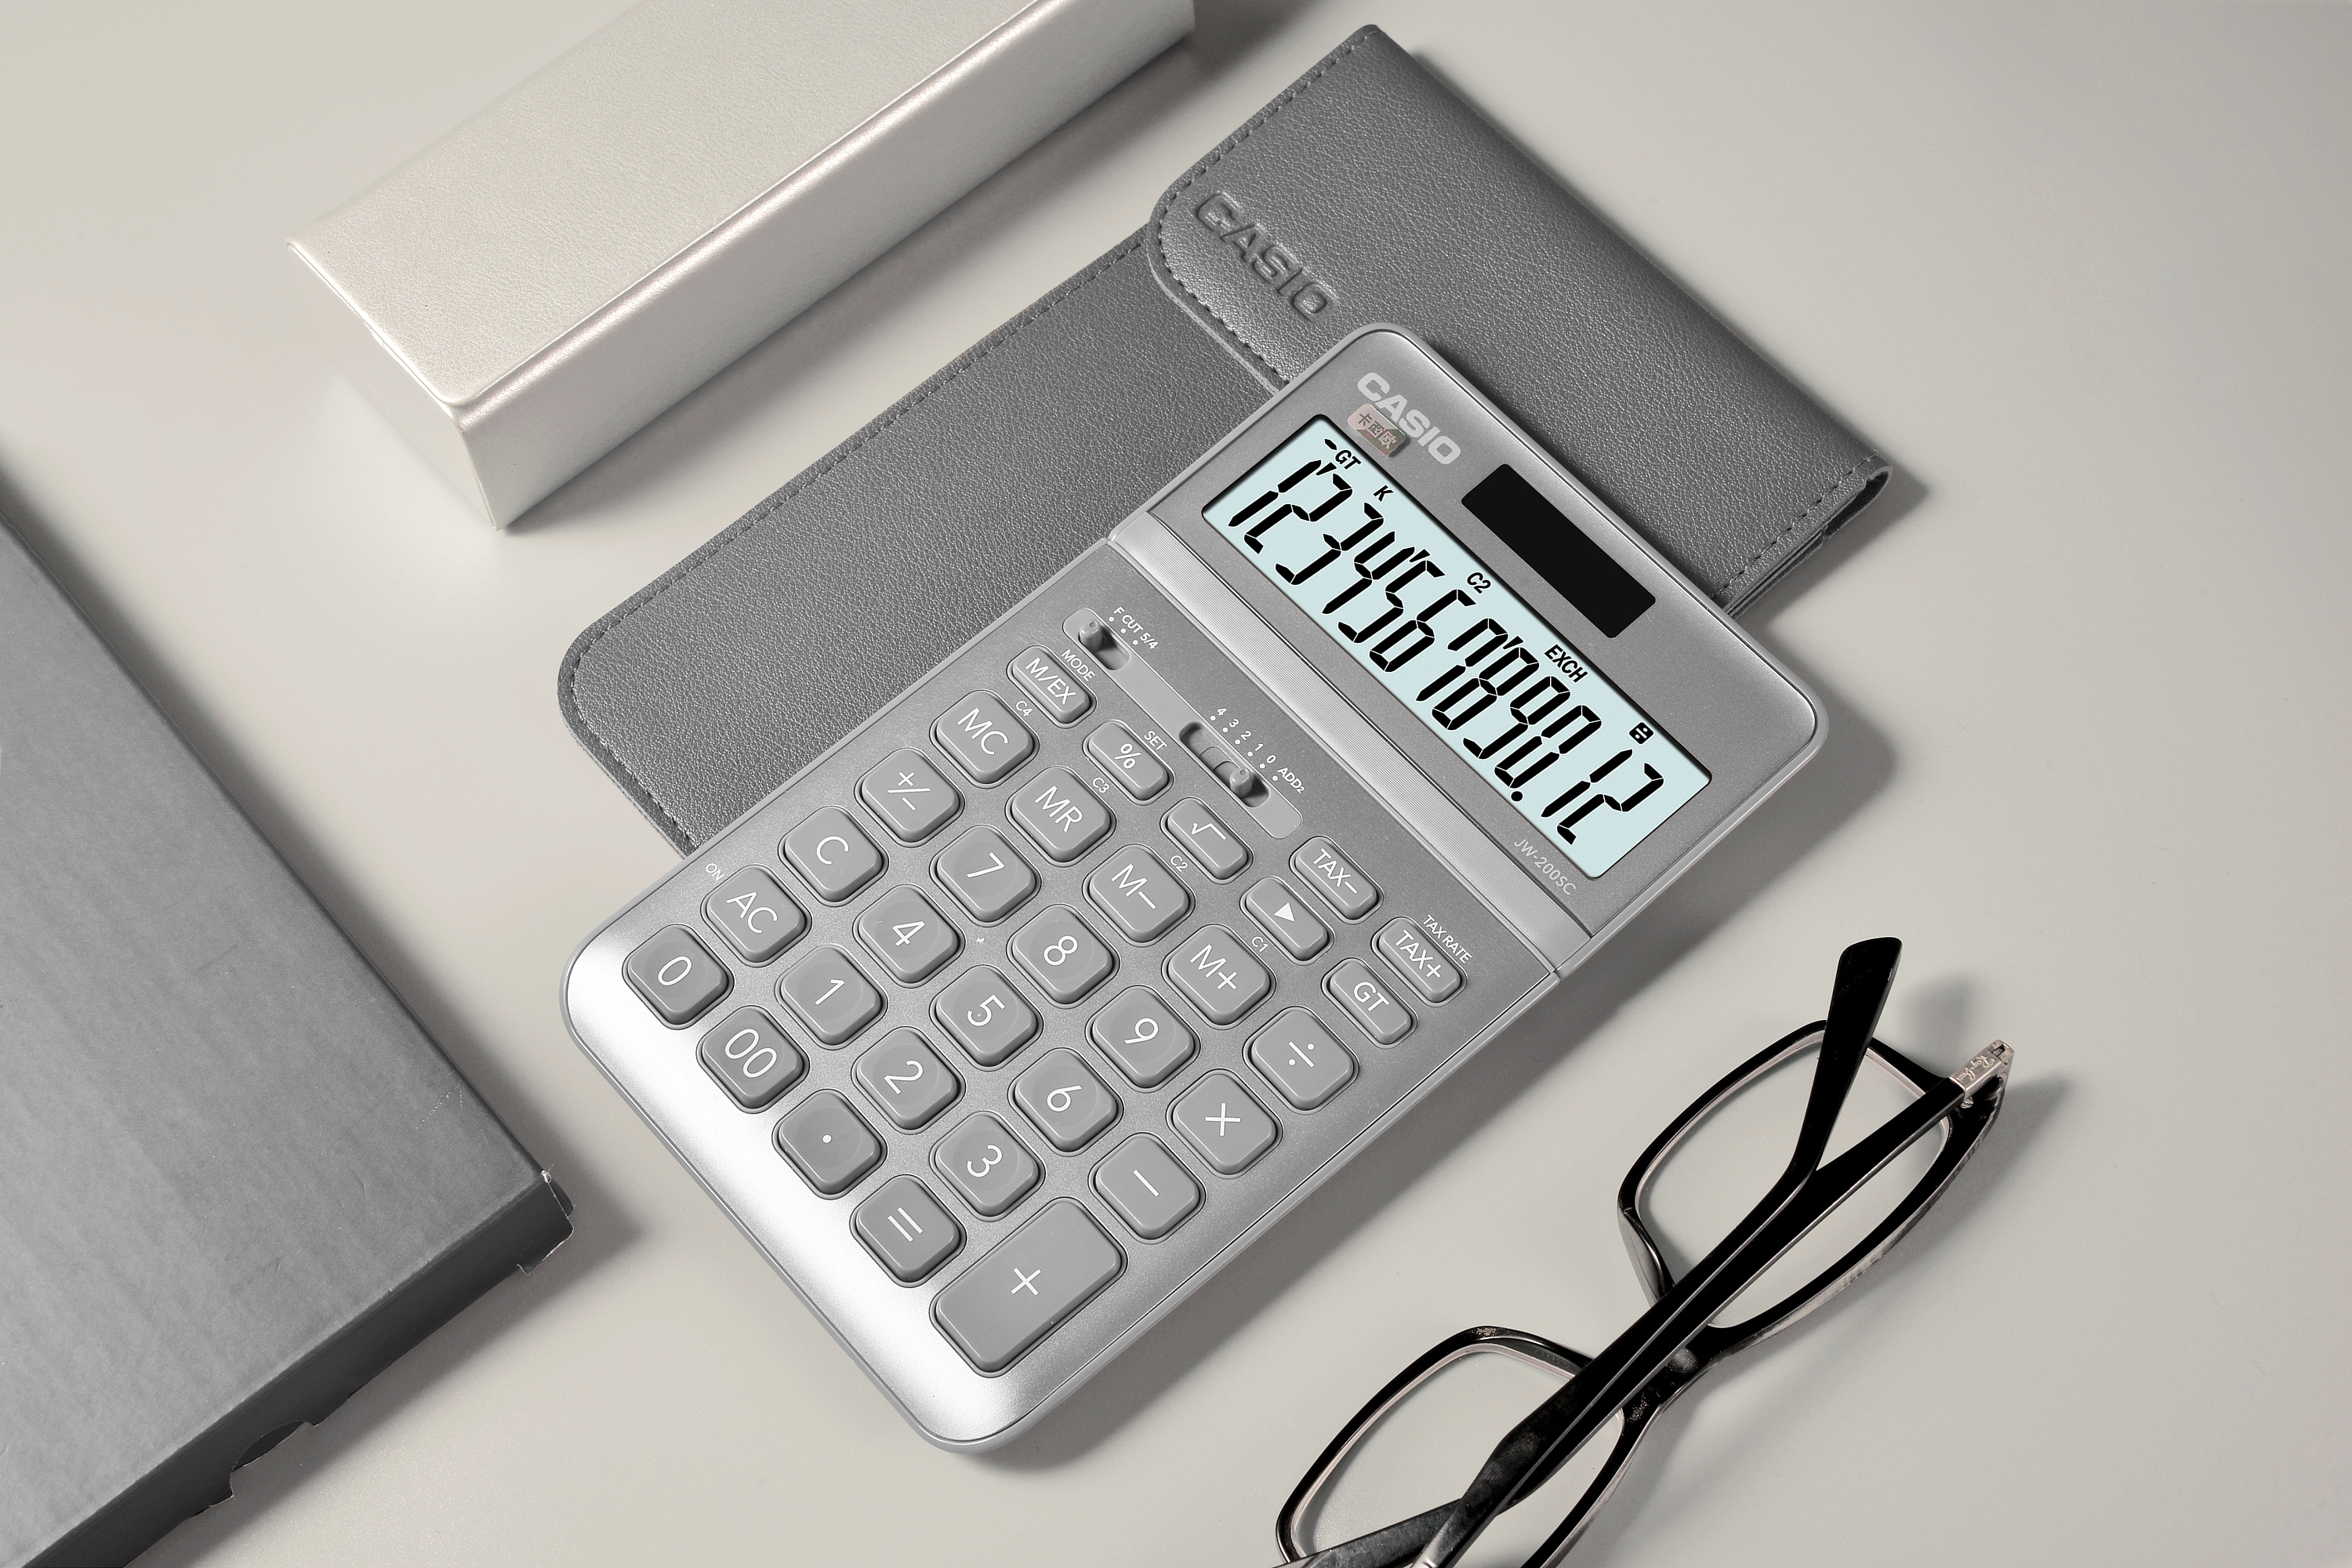 CASIO
CASIO
卡西欧
GT K C2 EXCH
1234567890.12
JW-200SC
F CUT 5/4
4 3 2 1 0 ADD2
MODE
M/EX
SET
%
√
TAX−
TAX RATE
TAX+
C4
MC
C3
MR
C2
M−
C1
▶
GT
+/−
7
8
9
M+
÷
C
4
5
6
×
ON
AC
1
2
3
−
0
00
.
=
+